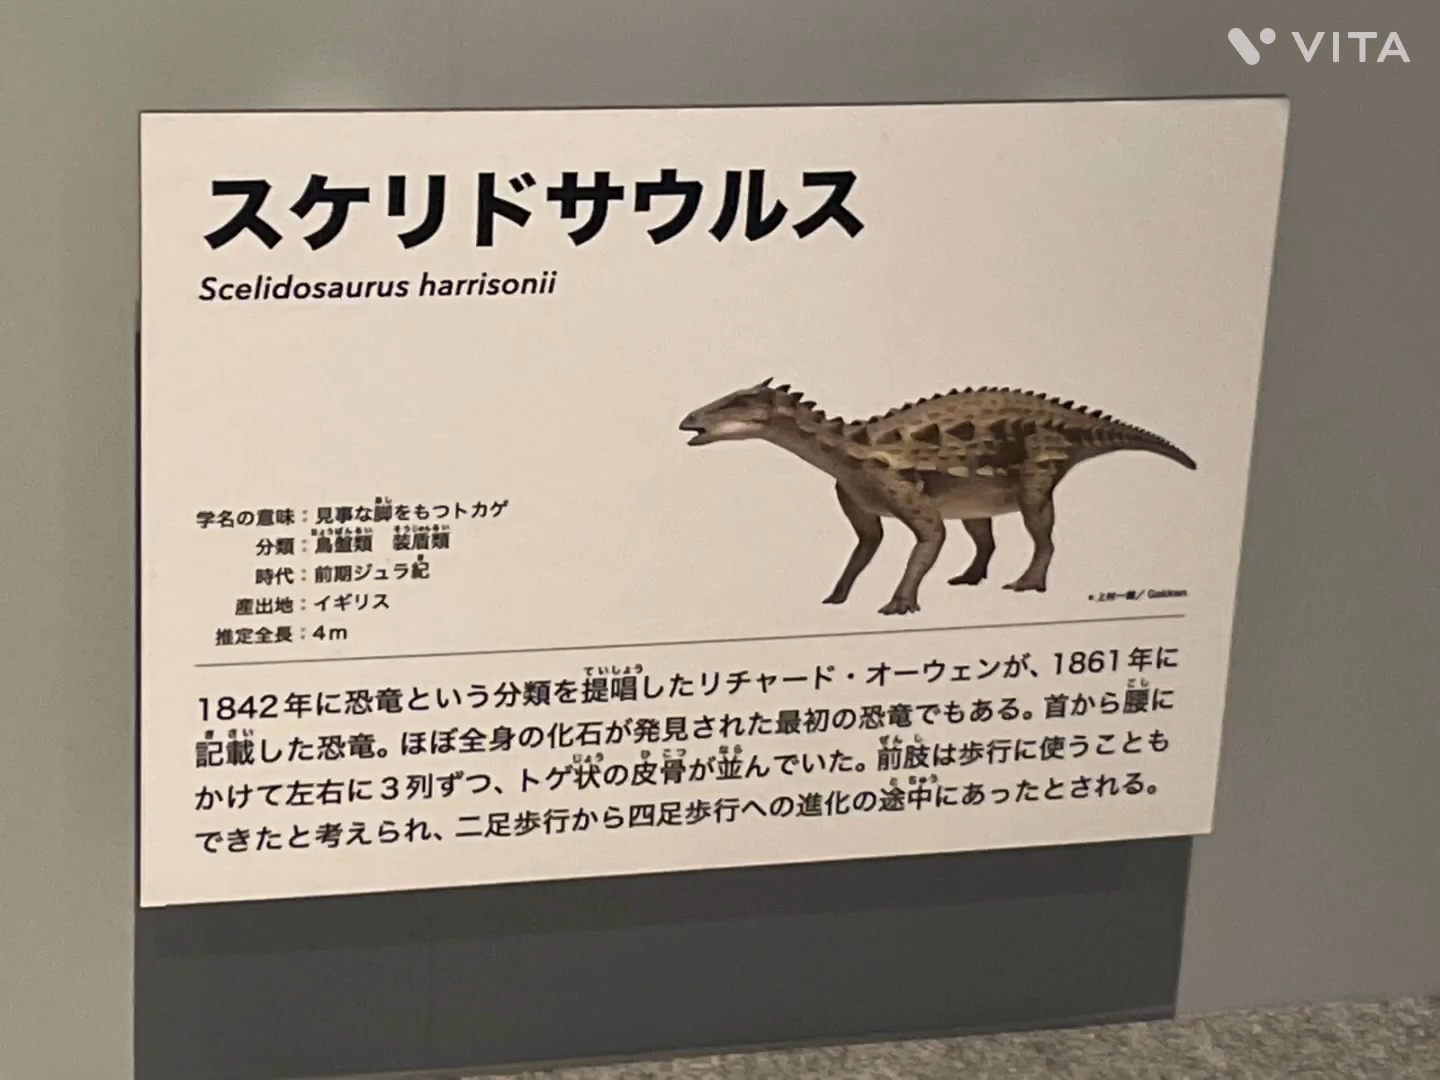 VITA
スケリドサウルス
Scelidosaurus harrisonii
学名の意味：見事な脚をもつトカゲ
分類：鳥盤類 装盾類
時代：前期ジュラ紀
産出地：イギリス
推定全長：4m
1842年に恐竜という分類を提唱したリチャード・オーウェンが、1861年に
記載した恐竜。ほぼ全身の化石が発見された最初の恐竜でもある。首から腰に
かけて左右に3列ずつ、トゲ状の皮骨が並んでいた。前肢は歩行に使うことも
できたと考えられ、二足歩行から四足歩行への進化の途中にあったとされる。